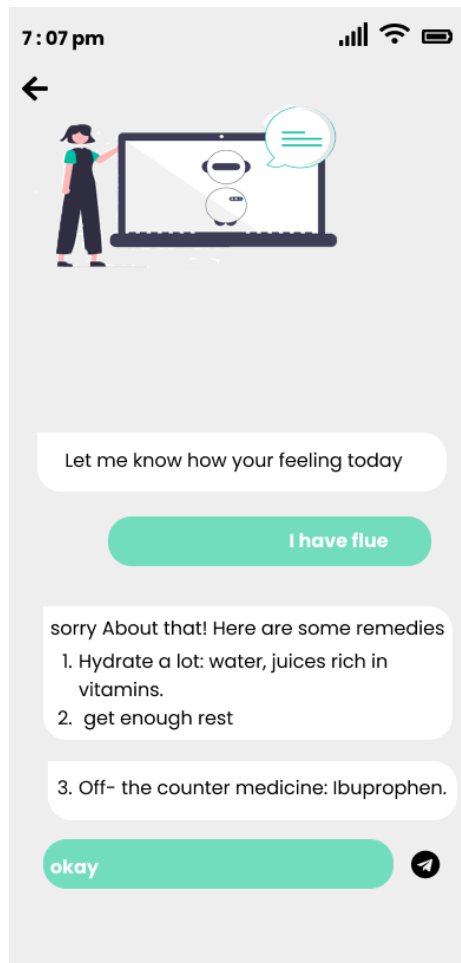 7:07 pm
Let me know how your feeling today
I have flue
sorry About that! Here are some remedies
1. Hydrate a lot: water, juices rich in
vitamins.
2. get enough rest
3. Off- the counter medicine: Ibuprophen.
okay